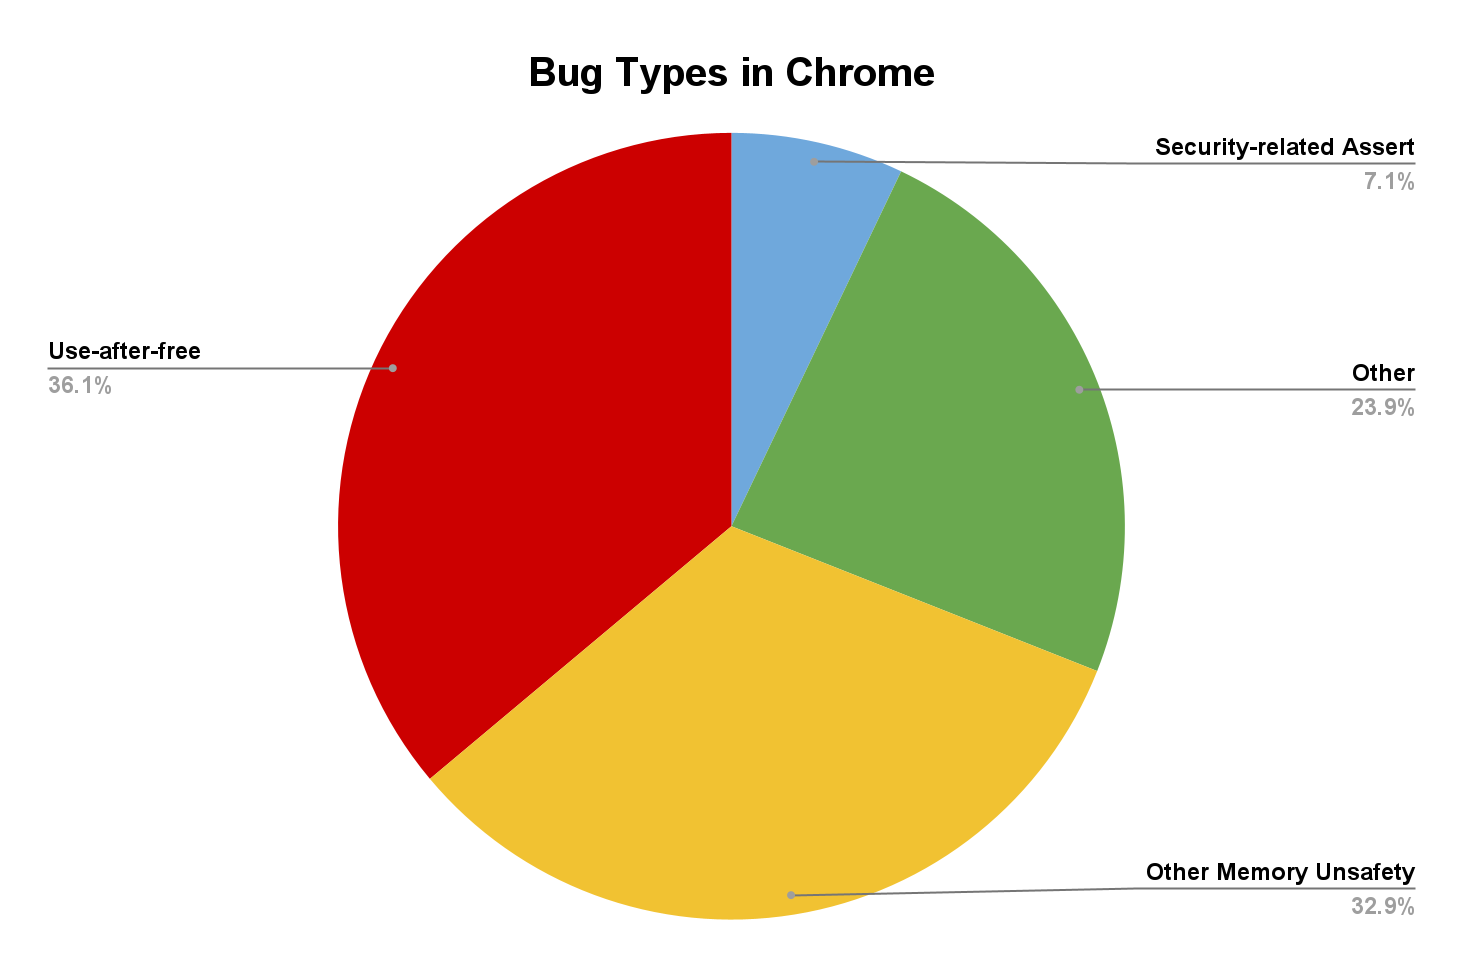 Bug Types in Chrome
Security-related Assert
7.1%
Use-after-free
36.1%
Other
23.9%
Other Memory Unsafety
32.9%